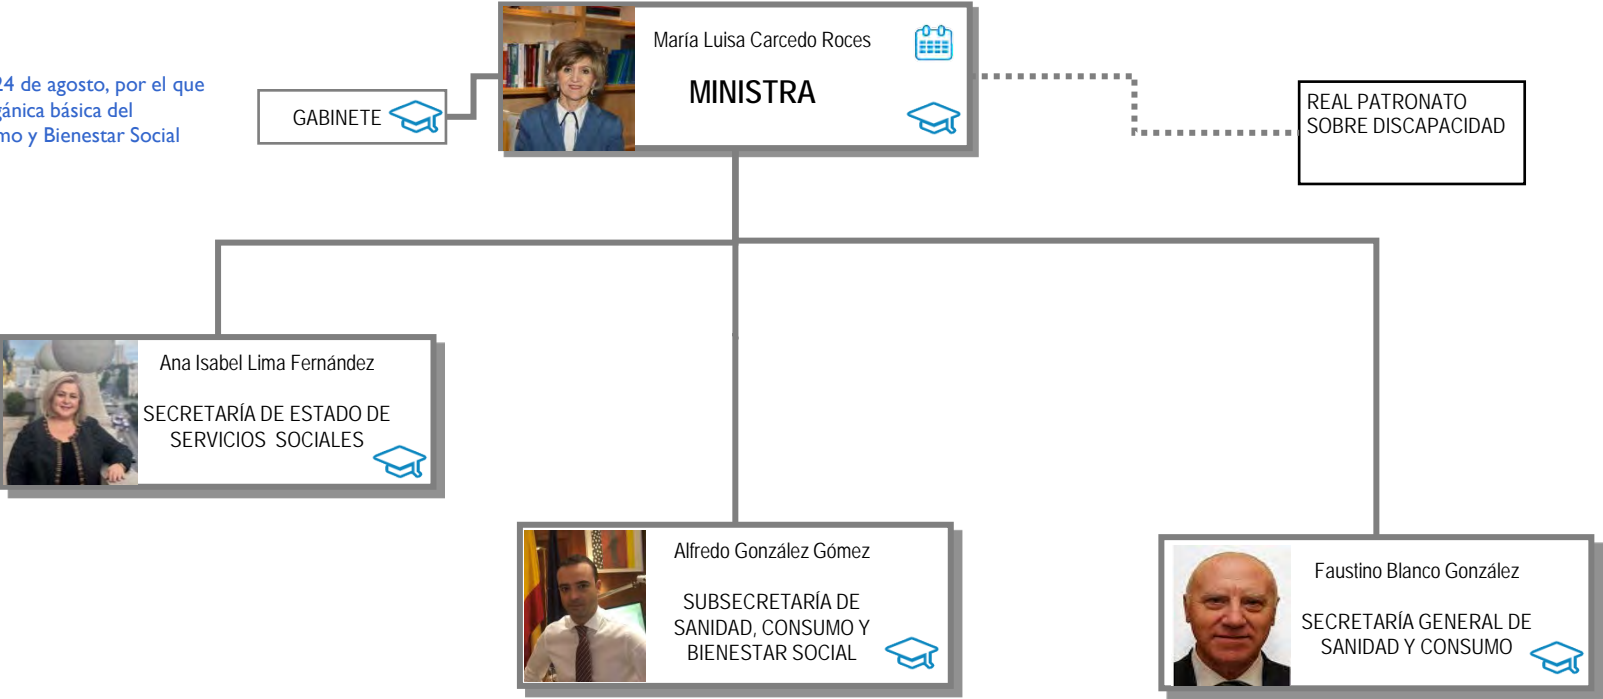 María Luisa Carcedo Roces
MINISTRA
24 de agosto, por el que
gánica básica del
mo y Bienestar Social
GABINETE
REAL PATRONATO
SOBRE DISCAPACIDAD
Ana Isabel Lima Fernández
SECRETARÍA DE ESTADO DE
SERVICIOS SOCIALES
Alfredo González Gómez
SUBSECRETARÍA DE
SANIDAD, CONSUMO Y
BIENESTAR SOCIAL
Faustino Blanco González
SECRETARÍA GENERAL DE
SANIDAD Y CONSUMO